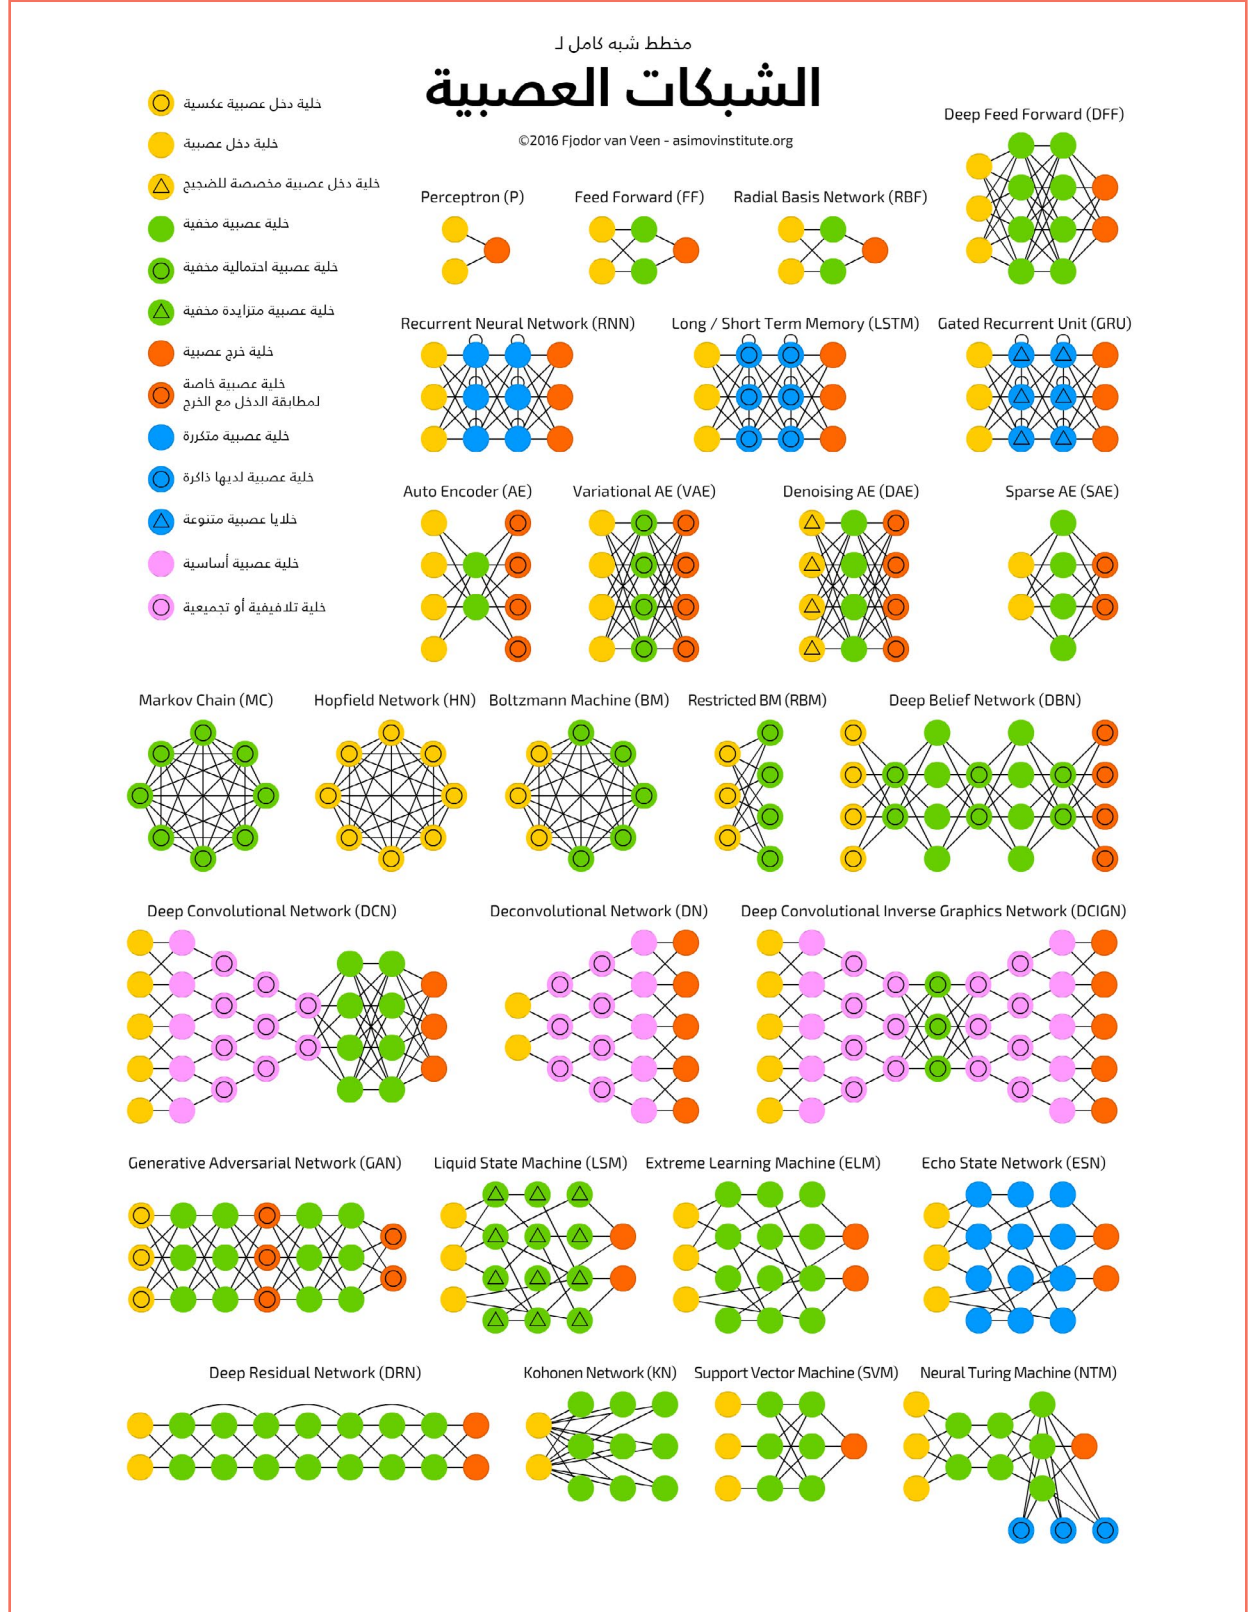 مخطط شبه كامل لـ
الشبكات العصبية
©2016 Fjodor van Veen - asimovinstitute.org
خلية دخل عصبية عكسية
خلية دخل عصبية
خلية دخل عصبية مخصصة للضجيج
خلية عصبية مخفية
خلية عصبية احتمالية مخفية
خلية عصبية متزايدة مخفية
خلية خرج عصبية
خلية عصبية خاصة
لمطابقة الدخل مع الخرج
خلية عصبية متكررة
خلية عصبية لديها ذاكرة
خلايا عصبية متنوعة
خلية عصبية أساسية
خلية تلافيفية أو تجميعية
Deep Feed Forward (DFF)
Perceptron (P)
Feed Forward (FF)
Radial Basis Network (RBF)
Recurrent Neural Network (RNN)
Long / Short Term Memory (LSTM)
Gated Recurrent Unit (GRU)
Auto Encoder (AE)
Variational AE (VAE)
Denoising AE (DAE)
Sparse AE (SAE)
Markov Chain (MC)
Hopfield Network (HN)
Boltzmann Machine (BM)
Restricted BM (RBM)
Deep Belief Network (DBN)
Deep Convolutional Network (DCN)
Deconvolutional Network (DN)
Deep Convolutional Inverse Graphics Network (DCIGN)
Generative Adversarial Network (GAN)
Liquid State Machine (LSM)
Extreme Learning Machine (ELM)
Echo State Network (ESN)
Deep Residual Network (DRN)
Kohonen Network (KN)
Support Vector Machine (SVM)
Neural Turing Machine (NTM)